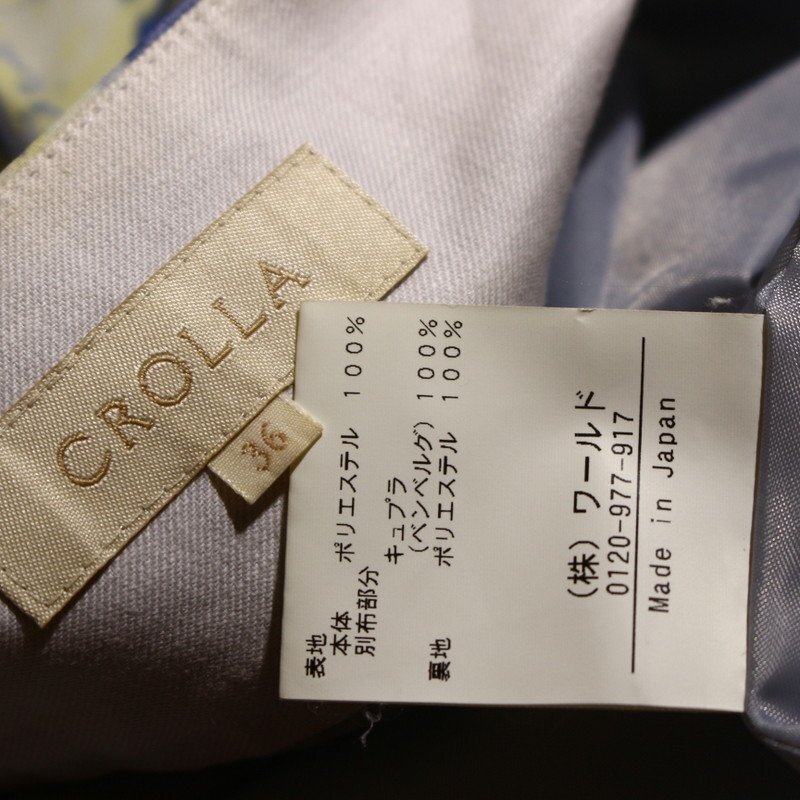 CROLLA
36
表地
本体 ポリエステル 100%
別布部分
キュプラ
(ベンベルグ) 100%
裏地 ポリエステル 100%
(株) ワールド
0120-977-917
Made in Japan